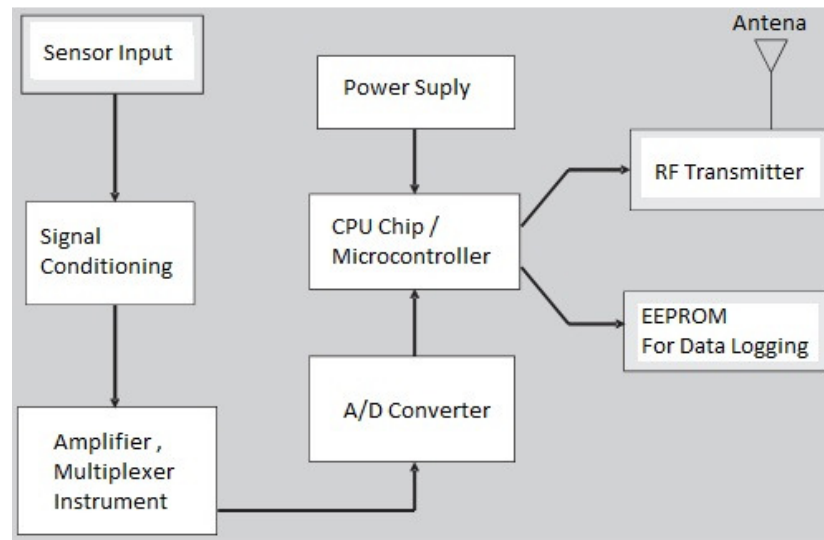 Sensor Input
Signal
Conditioning
Amplifier ,
Multiplexer
Instrument
Power Suply
CPU Chip /
Microcontroller
A/D Converter
Antena
RF Transmitter
EEPROM
For Data Logging